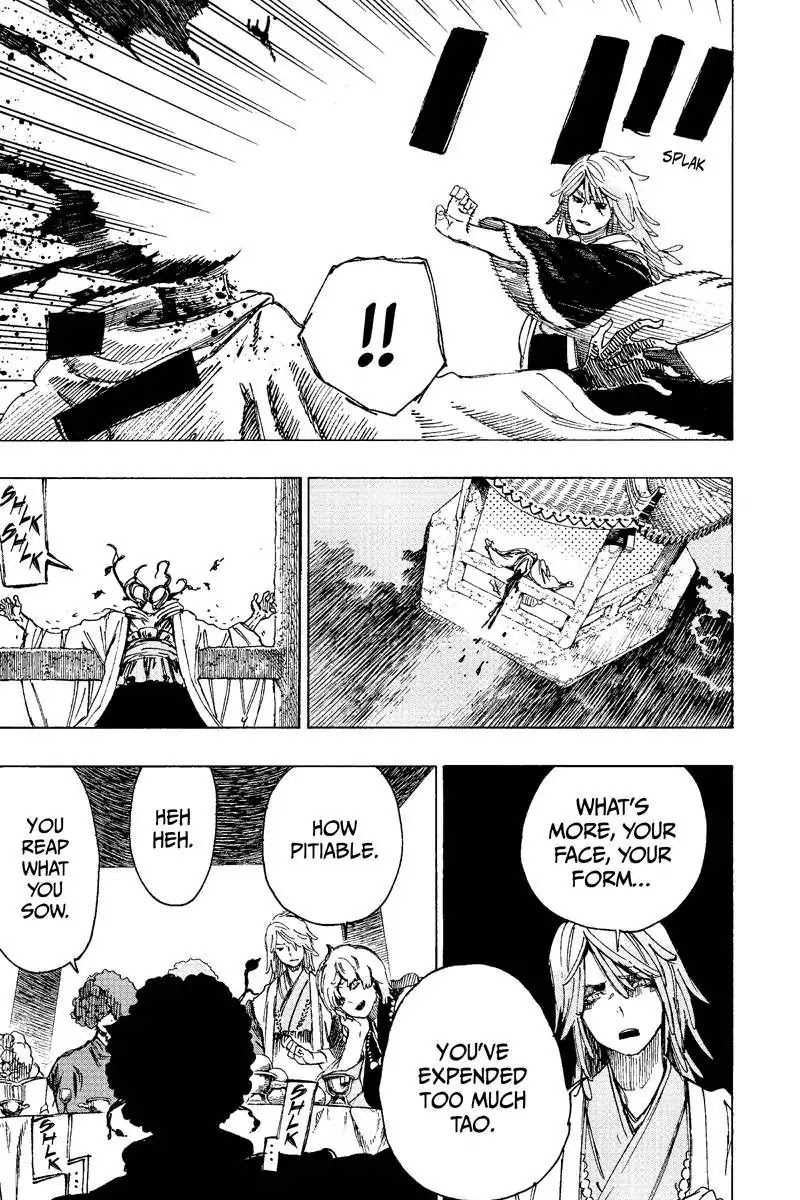 SPLAK
!!
SHLK
SHLK
WHAT'S
MORE, YOUR
FACE, YOUR
FORM...
YOU'VE
EXPENDED
TOO MUCH
TAO.
HOW
PITIABLE.
HEH
HEH.
YOU
REAP
WHAT
YOU
SOW.
SHLK
...
SHLK
...